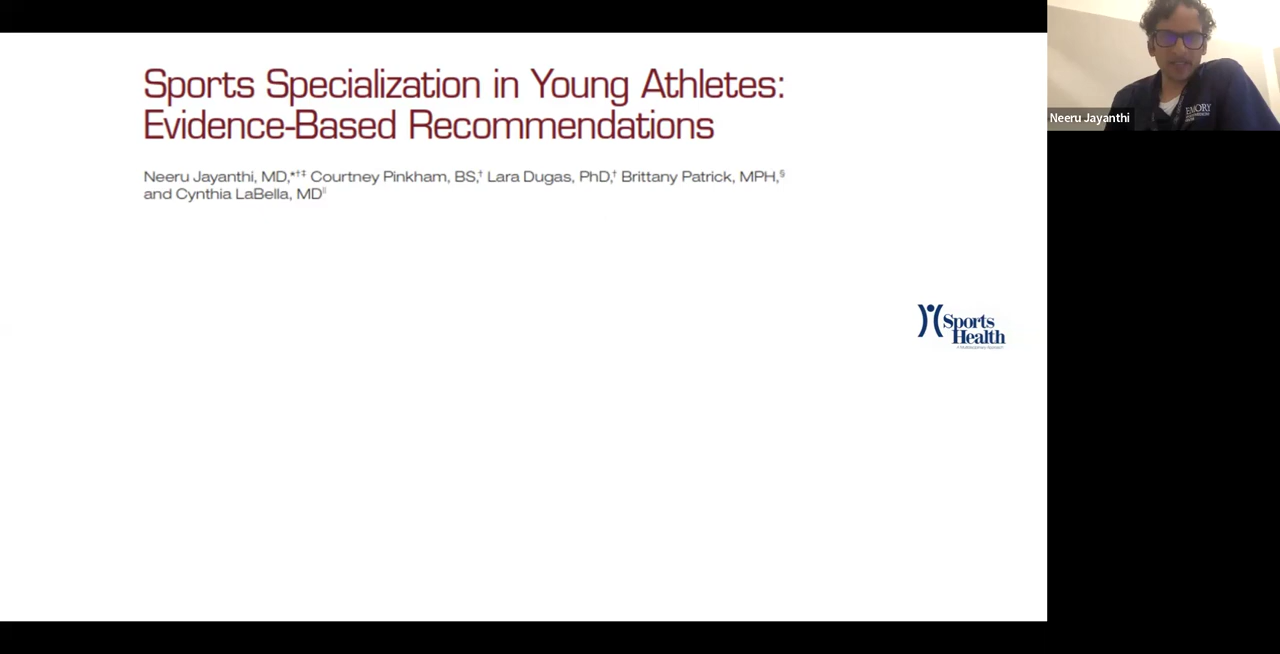 Sports Specialization in Young Athletes:
Evidence-Based Recommendations
Neeru Jayanthi, MD,*†‡ Courtney Pinkham, BS,† Lara Dugas, PhD,† Brittany Patrick, MPH,§
and Cynthia LaBella, MD||
Sports
Health
Neeru Jayanthi
EMORY